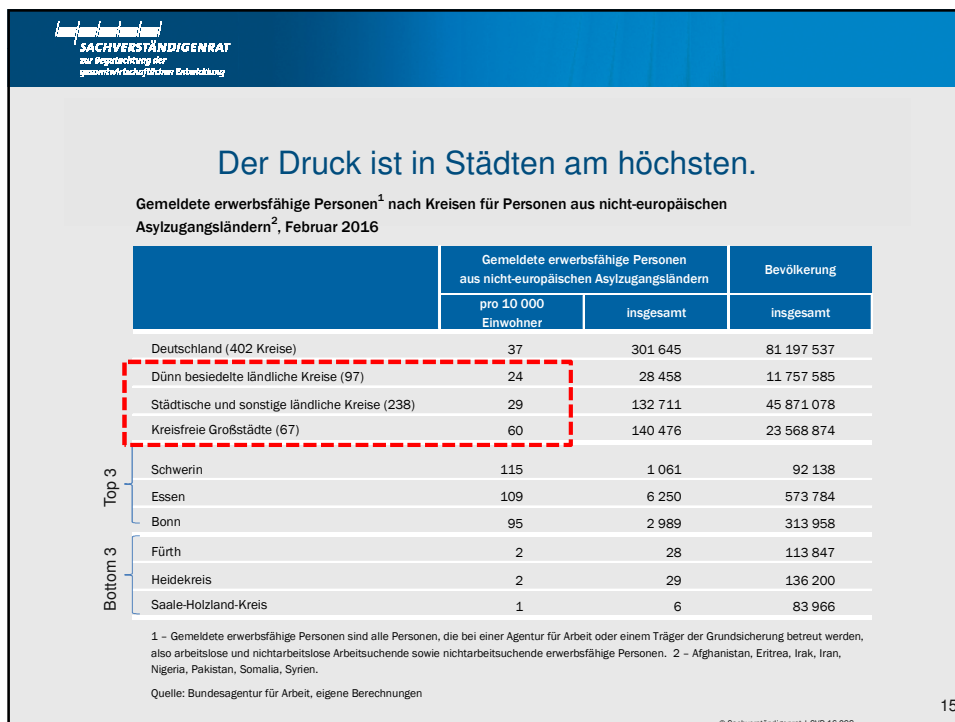 SACHVERSTÄNDIGENRAT
zur Begutachtung der
gesamtwirtschaftlichen Entwicklung
Der Druck ist in Städten am höchsten.
Gemeldete erwerbsfähige Personen1 nach Kreisen für Personen aus nicht-europäischen
Asylzugangsländern2, Februar 2016
Gemeldete erwerbsfähige Personen
aus nicht-europäischen Asylzugangsländern
Bevölkerung
pro 10 000
Einwohner
insgesamt
insgesamt
Deutschland (402 Kreise) 37 301 645 81 197 537
Dünn besiedelte ländliche Kreise (97) 24 28 458 11 757 585
Städtische und sonstige ländliche Kreise (238) 29 132 711 45 871 078
Kreisfreie Großstädte (67) 60 140 476 23 568 874
Top 3
Schwerin 115 1 061 92 138
Essen 109 6 250 573 784
Bonn 95 2 989 313 958
Bottom 3
Fürth 2 28 113 847
Heidekreis 2 29 136 200
Saale-Holzland-Kreis 1 6 83 966
1 – Gemeldete erwerbsfähige Personen sind alle Personen, die bei einer Agentur für Arbeit oder einem Träger der Grundsicherung betreut werden,
also arbeitslose und nichtarbeitslose Arbeitsuchende sowie nichtarbeitsuchende erwerbsfähige Personen. 2 – Afghanistan, Eritrea, Irak, Iran,
Nigeria, Pakistan, Somalia, Syrien.
Quelle: Bundesagentur für Arbeit, eigene Berechnungen
15